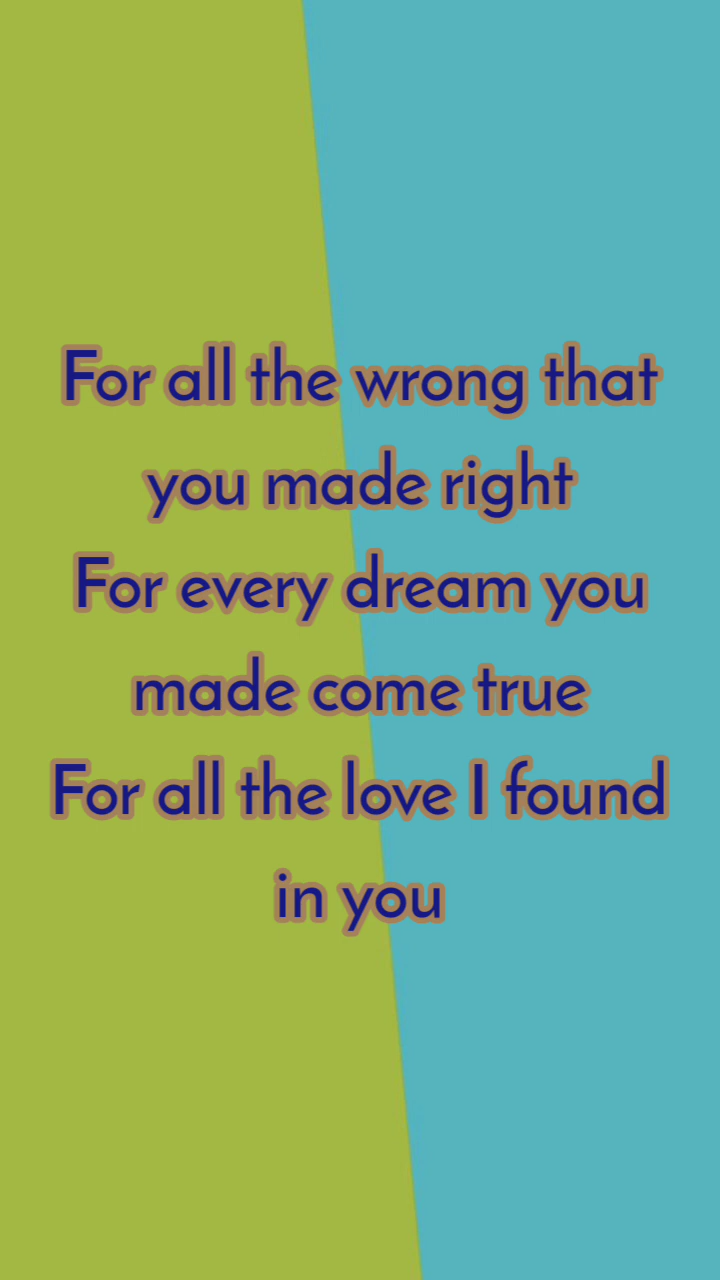 For all the wrong that
you made right
For every dream you
made come true
For all the love I found
in you